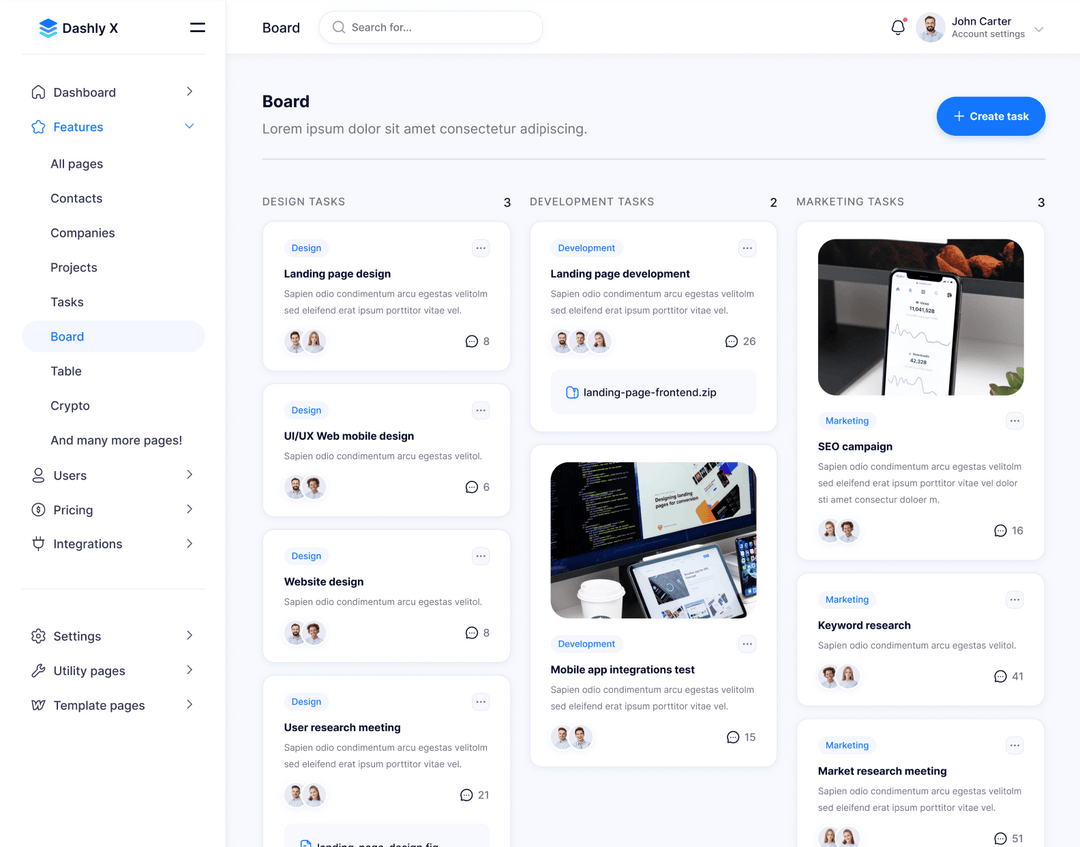 Dashly X
Board
Search for...
John Carter
Account settings
Dashboard
Features
All pages
Contacts
Companies
Projects
Tasks
Board
Table
Crypto
And many more pages!
Users
Pricing
Integrations
Settings
Utility pages
Template pages
Board
Lorem ipsum dolor sit amet consectetur adipiscing.
Create task
DESIGN TASKS 3
Design
Landing page design
Sapien odio condimentum arcu egestas velitolm
sed eleifend erat ipsum porttitor vitae vel.
8
Design
UI/UX Web mobile design
Sapien odio condimentum arcu egestas velitol.
6
Design
Website design
Sapien odio condimentum arcu egestas velitol.
8
Design
User research meeting
Sapien odio condimentum arcu egestas velitolm
sed eleifend erat ipsum porttitor vitae vel.
21
landing-page-design.fig
DEVELOPMENT TASKS 2
Development
Landing page development
Sapien odio condimentum arcu egestas velitolm
sed eleifend erat ipsum porttitor vitae vel.
26
landing-page-frontend.zip
Designing landing
pages for conversion
Development
Mobile app integrations test
Sapien odio condimentum arcu egestas velitolm
sed eleifend erat ipsum porttitor vitae vel.
15
MARKETING TASKS 3
Views
11,041,528
Downloads
42,328
Marketing
SEO campaign
Sapien odio condimentum arcu egestas velitolm
sed eleifend erat ipsum porttitor vitae vel dolor
sti amet consectur doloer m.
16
Marketing
Keyword research
Sapien odio condimentum arcu egestas velitol.
41
Marketing
Market research meeting
Sapien odio condimentum arcu egestas velitolm
sed eleifend erat ipsum porttitor vitae vel.
51